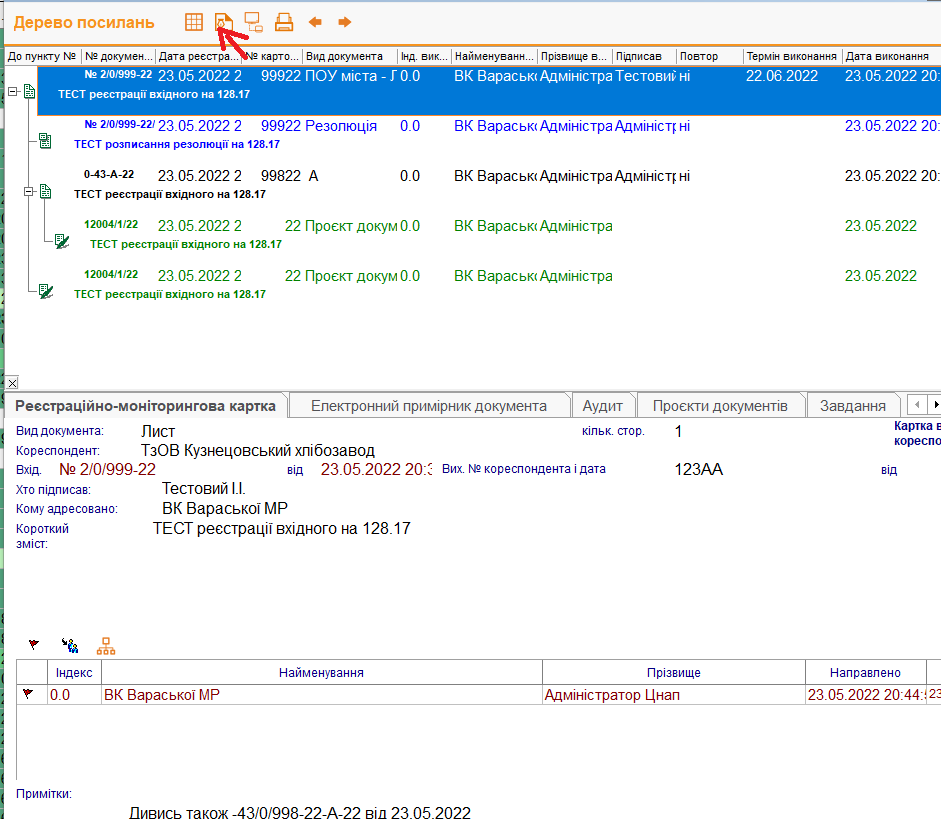 Дерево посилань
До пункту № № докумен... Дата реєстра... № карто... Вид документа Інд. вик... Найменуванн... Прізвище в... Підписав Повтор Термін виконання Дата виконання
№ 2/0/999-22 23.05.2022 2 99922 ПОУ міста - Л 0.0 ВК Варасько Адміністра Тестовий ні 22.06.2022 23.05.2022 20:
ТЕСТ реєстрації вхідного на 128.17
№ 2/0/999-22/ 23.05.2022 2 99922 Резолюція 0.0 ВК Варасько Адміністра Адміністр ні 23.05.2022 20:
ТЕСТ розписання резолюції на 128.17
0-43-А-22 23.05.2022 2 99822 А 0.0 ВК Варасько Адміністра Адміністр ні 23.05.2022 20:
ТЕСТ реєстрації вхідного на 128.17
12004/1/22 23.05.2022 2 22 Проєкт докум 0.0 ВК Варасько Адміністра 23.05.2022
ТЕСТ реєстрації вхідного на 128.17
12004/1/22 23.05.2022 2 22 Проєкт докум 0.0 ВК Варасько Адміністра 23.05.2022
ТЕСТ реєстрації вхідного на 128.17
Реєстраційно-моніторингова картка Електронний примірник документа Аудит Проєкти документів Завдання
Вид документа: Лист кільк. стор. 1 Картка в
кореспо
Кореспондент: ТзОВ Кузнецовський хлібозавод
Вхід. № 2/0/999-22 від 23.05.2022 20:3 Вих. № кореспондента і дата 123АА від
Хто підписав: Тестовий І.І.
Кому адресовано: ВК Вараської МР
Короткий ТЕСТ реєстрації вхідного на 128.17
зміст:
Індекс Найменування Прізвище Направлено
0.0 ВК Вараської МР Адміністратор Цнап 23.05.2022 20:44: 23
Примітки:
Дивись також -43/0/998-22-А-22 від 23.05.2022